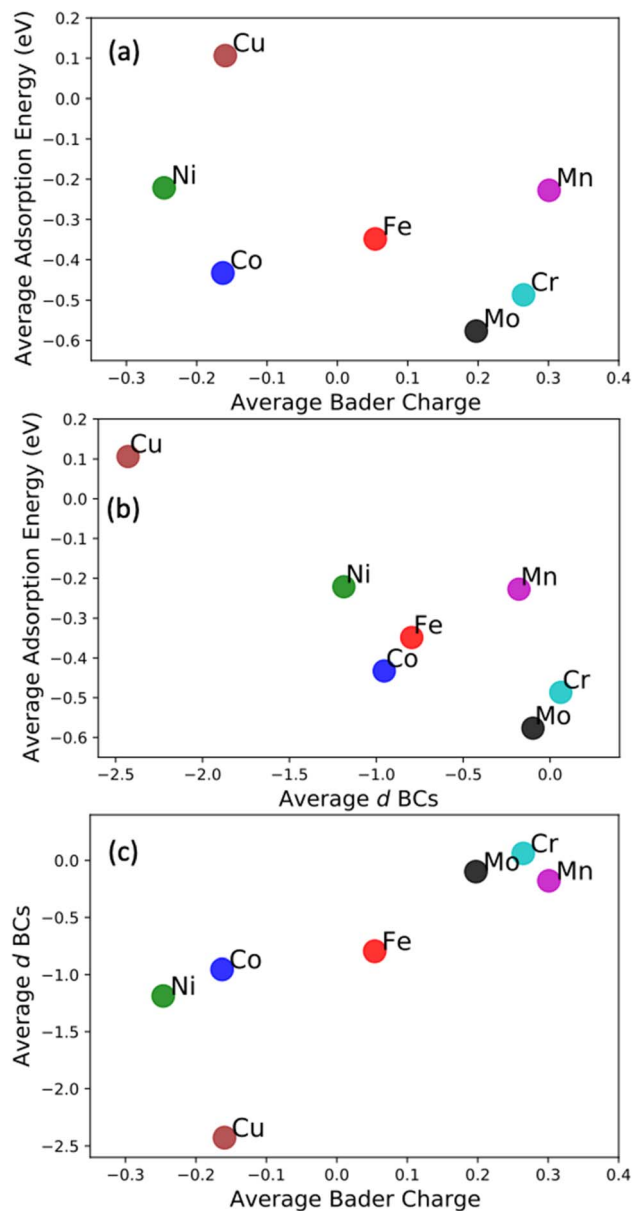 (a)
Average Adsorption Energy (eV)
0.2
0.1
0.0
−0.1
−0.2
−0.3
−0.4
−0.5
−0.6
Cu
Ni
Mn
Fe
Co
Cr
Mo
−0.3 −0.2 −0.1 0.0 0.1 0.2 0.3 0.4
Average Bader Charge
(b)
Average Adsorption Energy (eV)
0.2
0.1
0.0
−0.1
−0.2
−0.3
−0.4
−0.5
−0.6
Cu
Ni
Mn
Fe
Co
Cr
Mo
−2.5 −2.0 −1.5 −1.0 −0.5 0.0
Average d BCs
(c)
Average d BCs
0.0
−0.5
−1.0
−1.5
−2.0
−2.5
Cr
Mo
Mn
Fe
Co
Ni
Cu
−0.3 −0.2 −0.1 0.0 0.1 0.2 0.3 0.4
Average Bader Charge